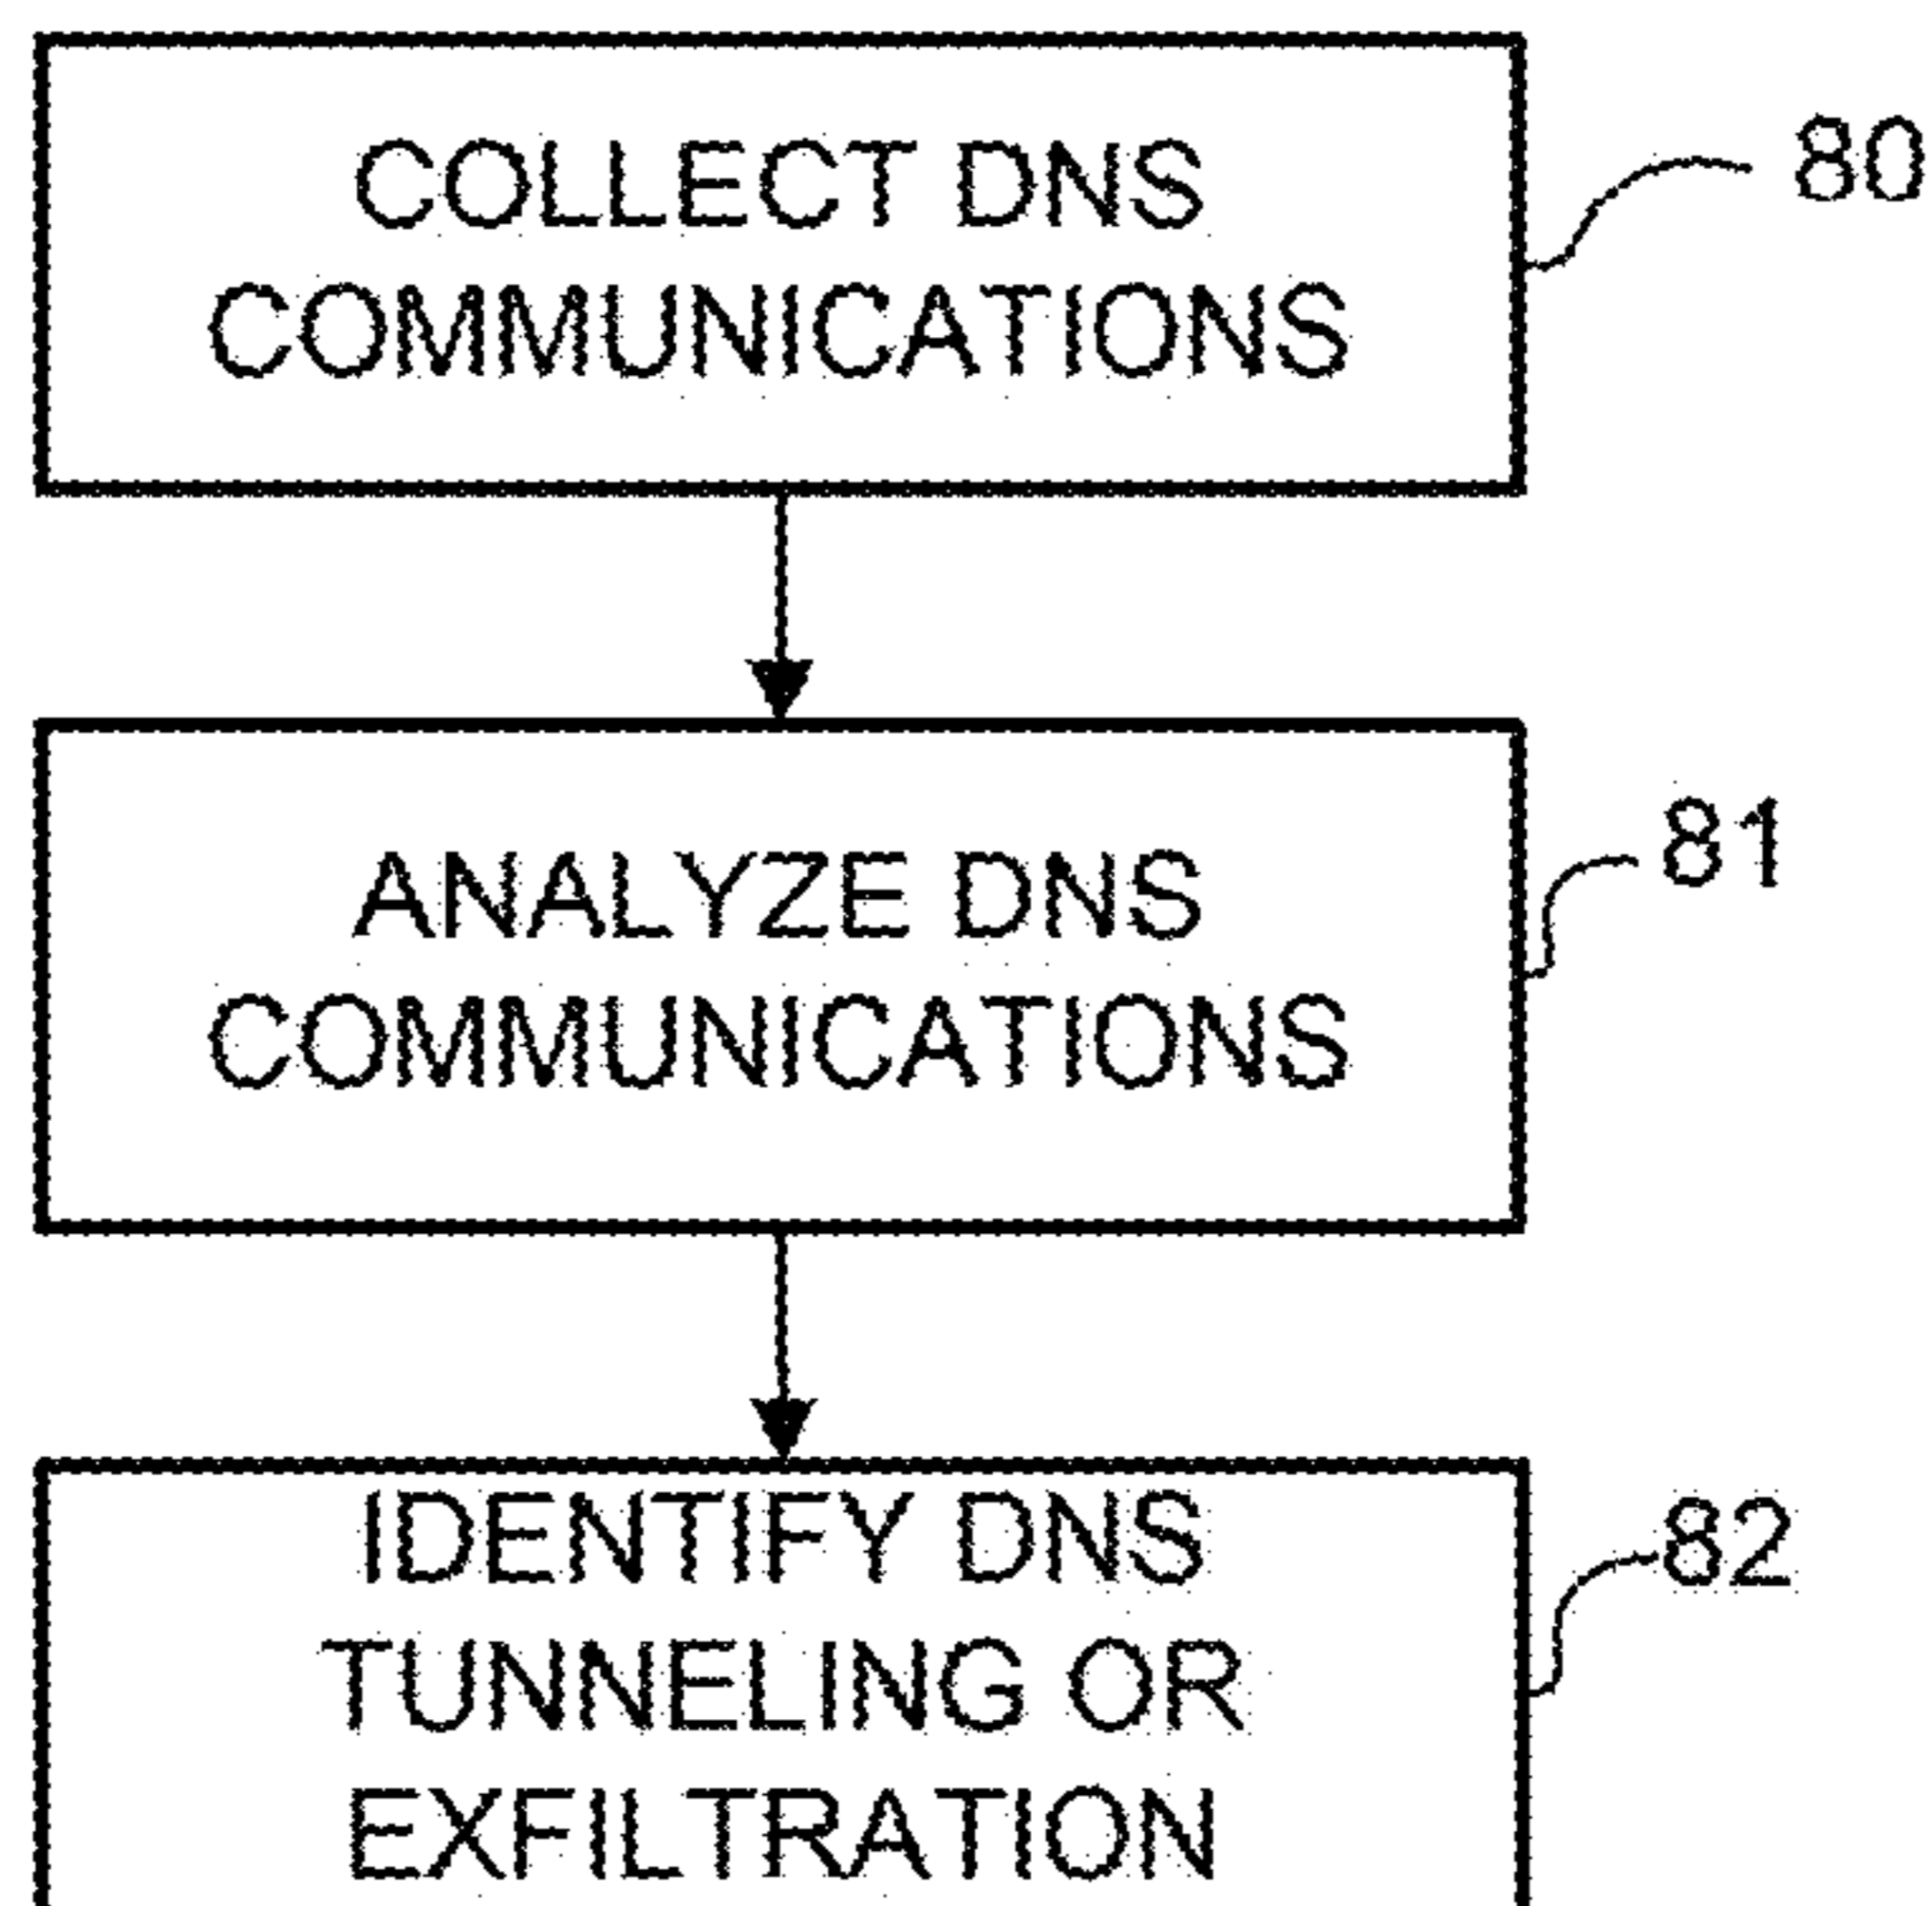 COLLECT DNS
COMMUNICATIONS
80
ANALYZE DNS
COMMUNICATIONS
81
IDENTIFY DNS
TUNNELING OR
EXFILTRATION
82